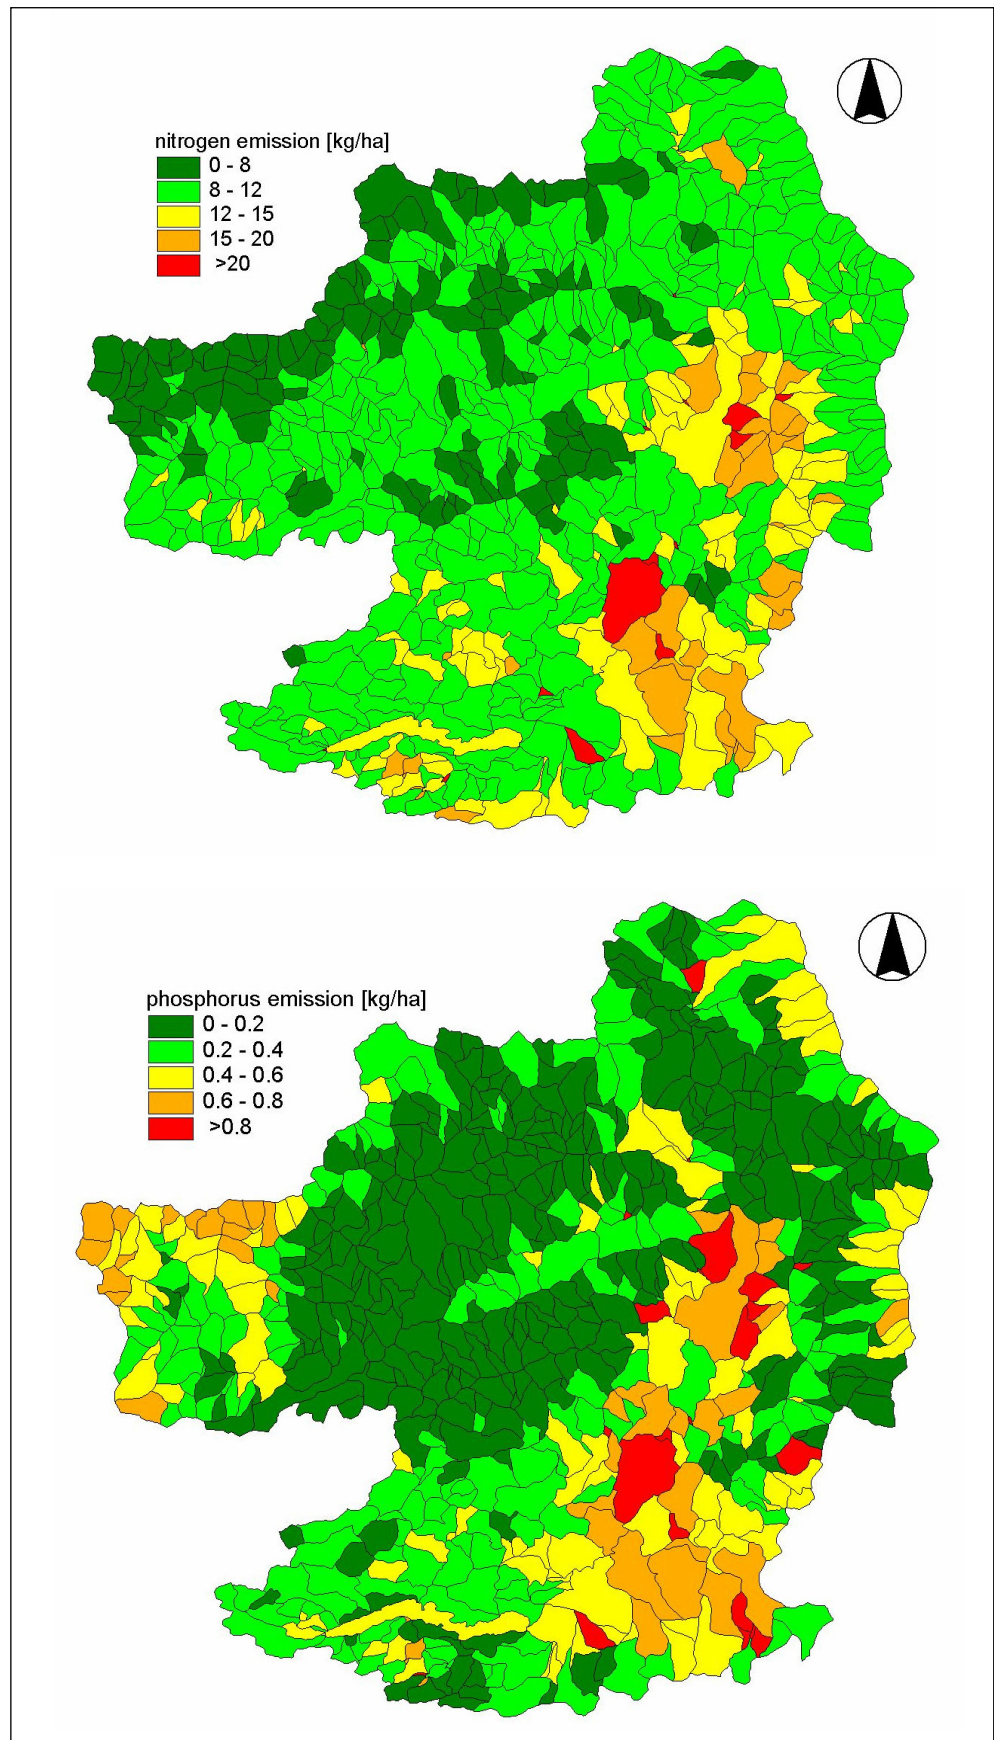 nitrogen emission [kg/ha]
0 - 8
8 - 12
12 - 15
15 - 20
>20
phosphorus emission [kg/ha]
0 - 0.2
0.2 - 0.4
0.4 - 0.6
0.6 - 0.8
>0.8